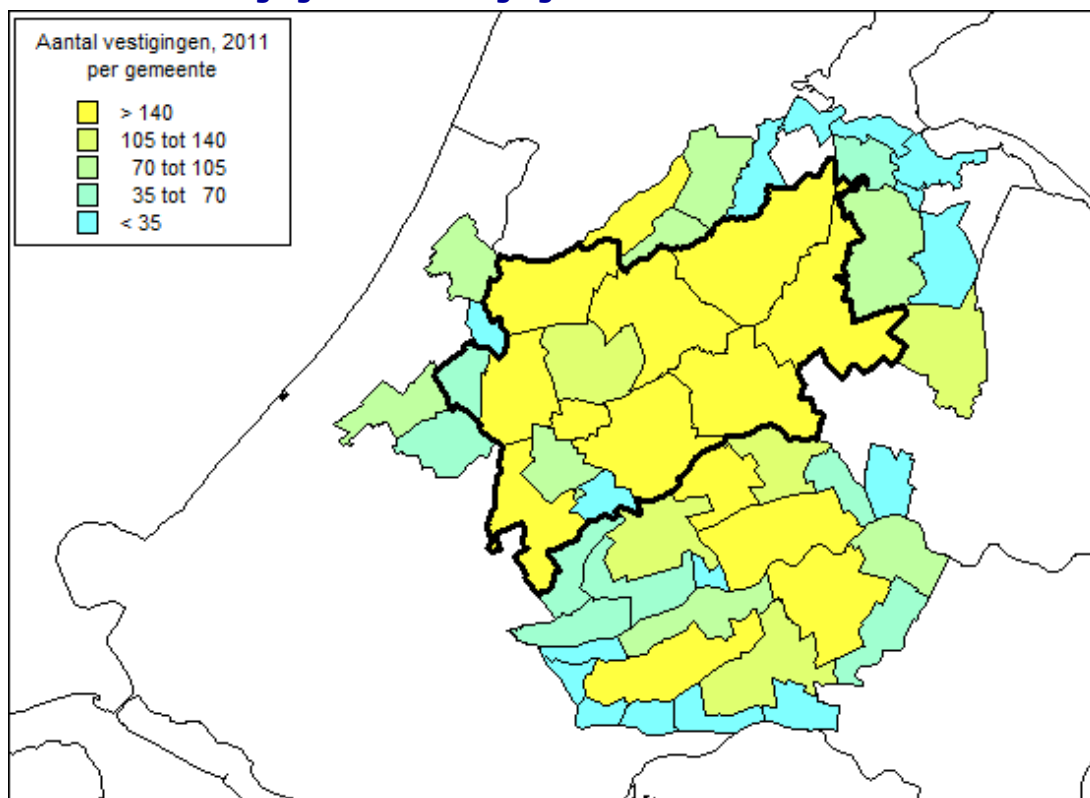 Aantal vestigingen, 2011
per gemeente
> 140
105 tot 140
70 tot 105
35 tot 70
< 35